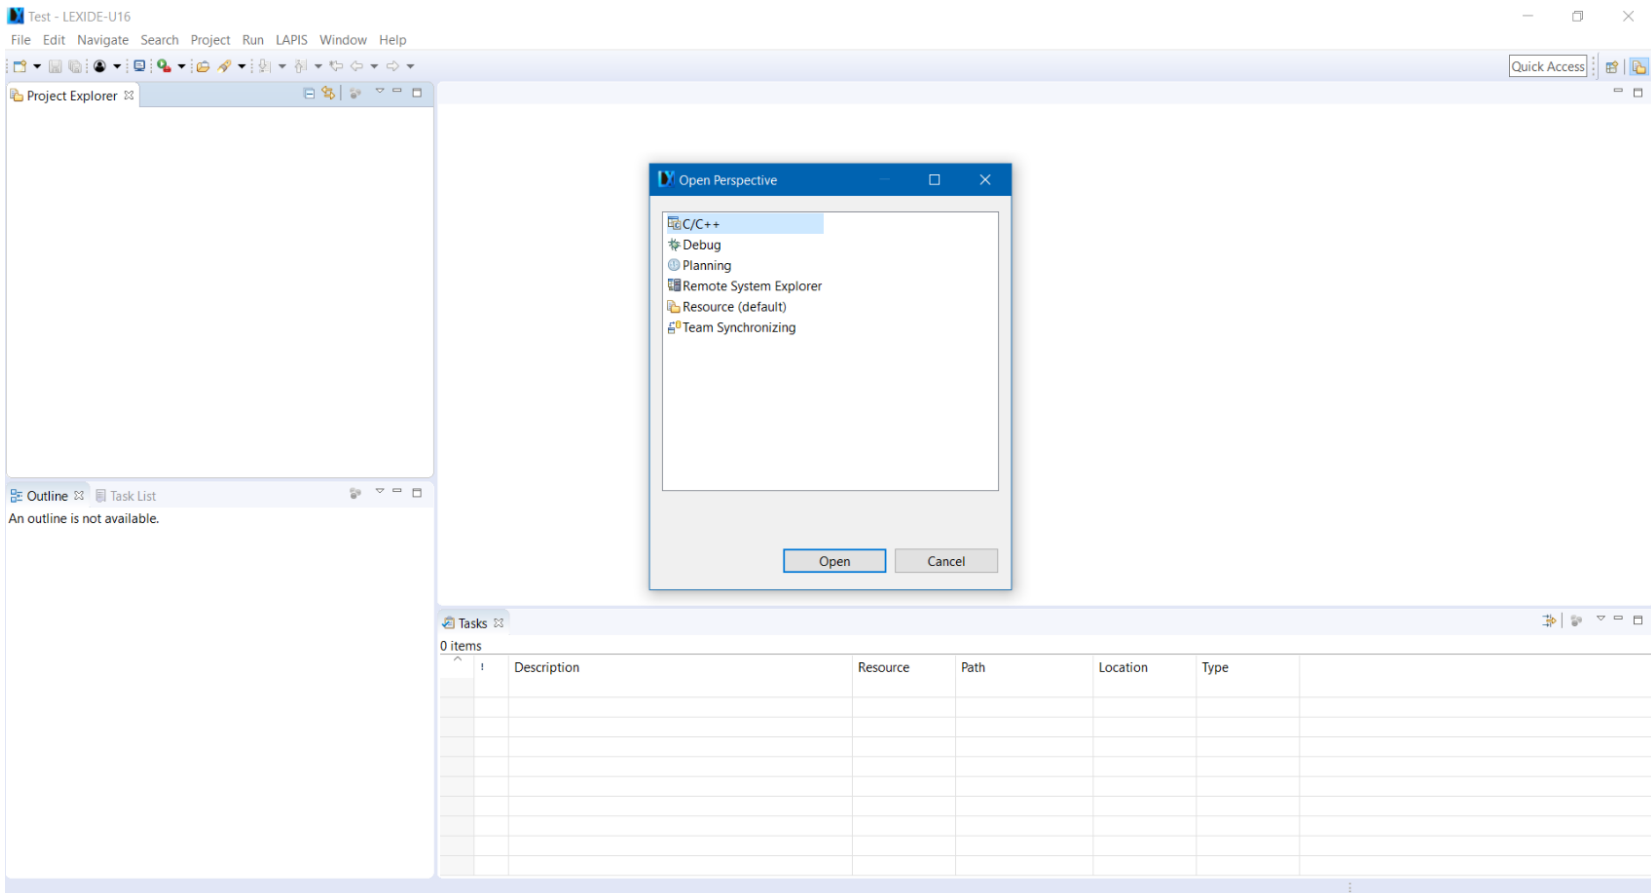 Test - LEXIDE-U16
File Edit Navigate Search Project Run LAPIS Window Help
Quick Access
Project Explorer
Open Perspective
C/C++
Debug
Planning
Remote System Explorer
Resource (default)
Team Synchronizing
Open Cancel
Outline Task List
An outline is not available.
Tasks
0 items
! Description Resource Path Location Type